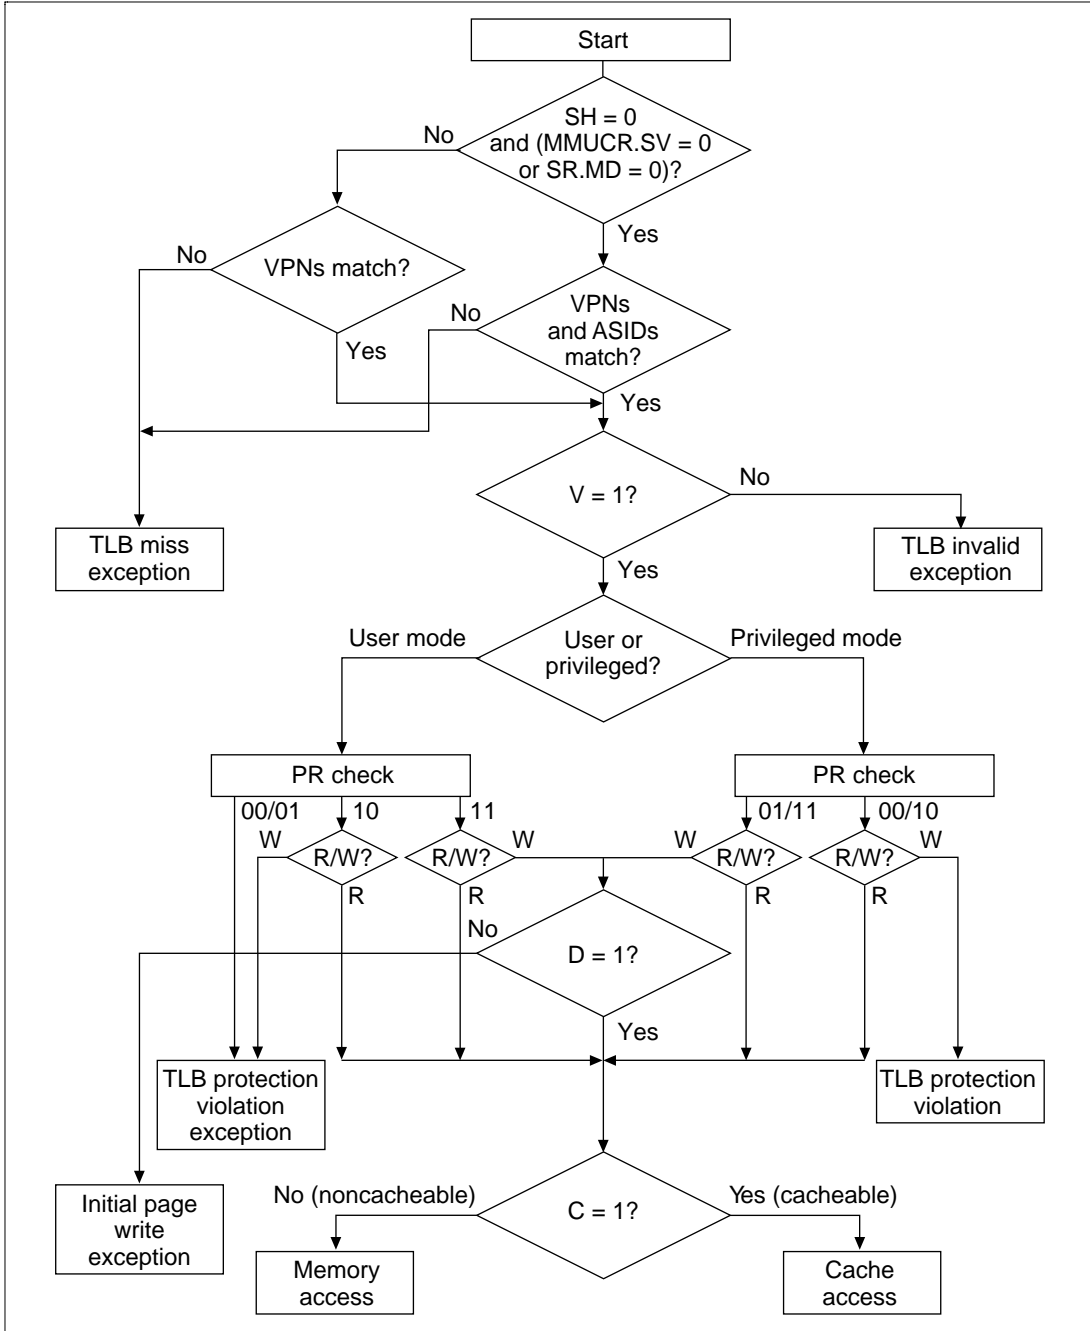 Start
SH = 0
and (MMUCR.SV = 0
or SR.MD = 0)?
No
Yes
No
VPNs match?
Yes
No
VPNs
and ASIDs
match?
Yes
V = 1?
No
Yes
TLB miss
exception
TLB invalid
exception
User mode
User or
privileged?
Privileged mode
PR check
PR check
00/01
10
11
01/11
00/10
W
R/W?
R/W?
W
W
R/W?
R/W?
W
R
R
R
R
No
D = 1?
Yes
TLB protection
violation
exception
TLB protection
violation
Initial page
write
exception
No (noncacheable)
C = 1?
Yes (cacheable)
Memory
access
Cache
access